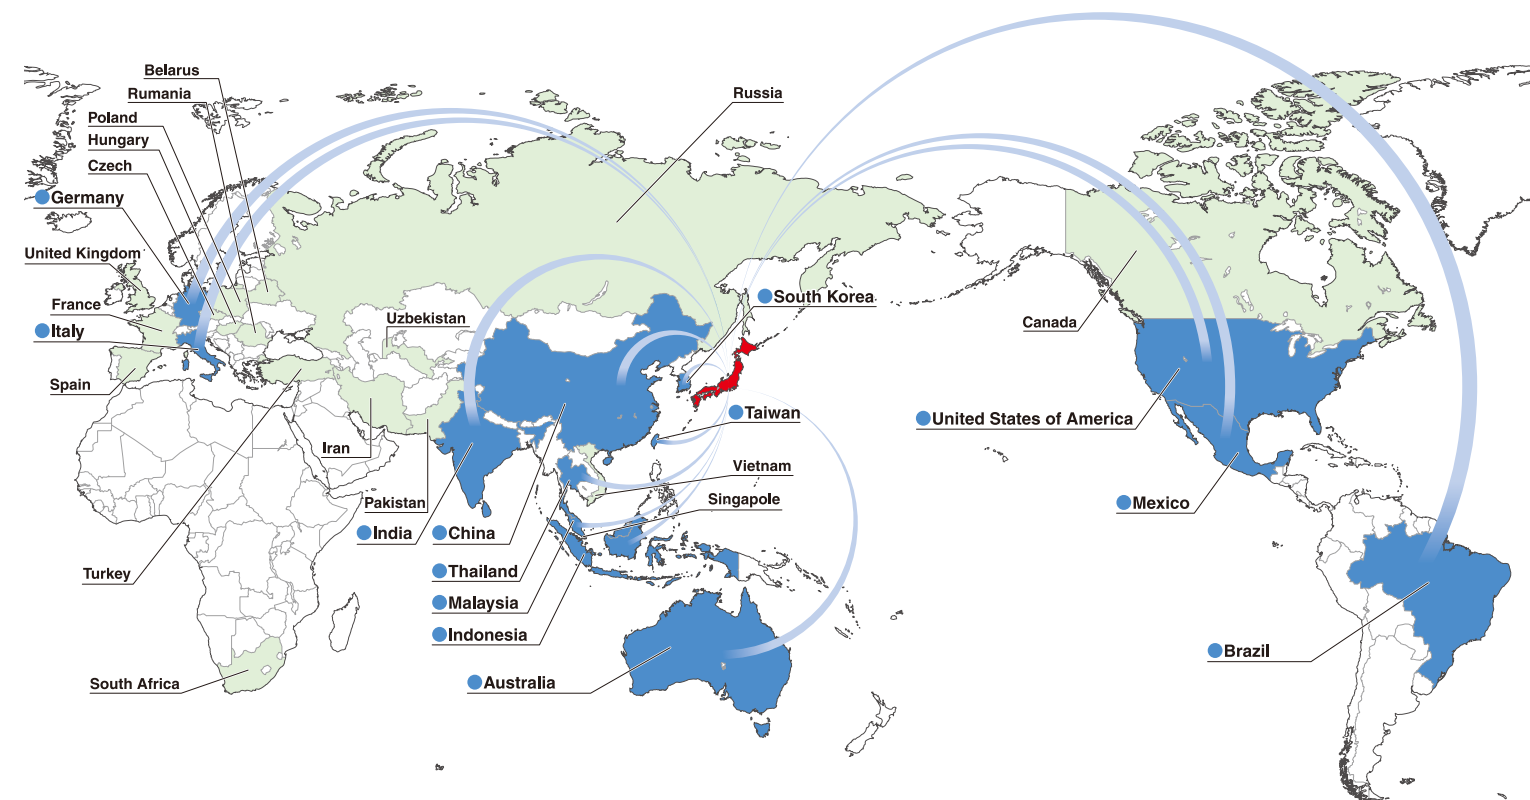 Belarus
Rumania
Poland
Hungary
Czech
Germany
United Kingdom
France
Italy
Spain
Russia
Uzbekistan
South Korea
Taiwan
Vietnam
Singapole
Iran
Pakistan
India
China
Thailand
Malaysia
Indonesia
Turkey
South Africa
Australia
Canada
United States of America
Mexico
Brazil